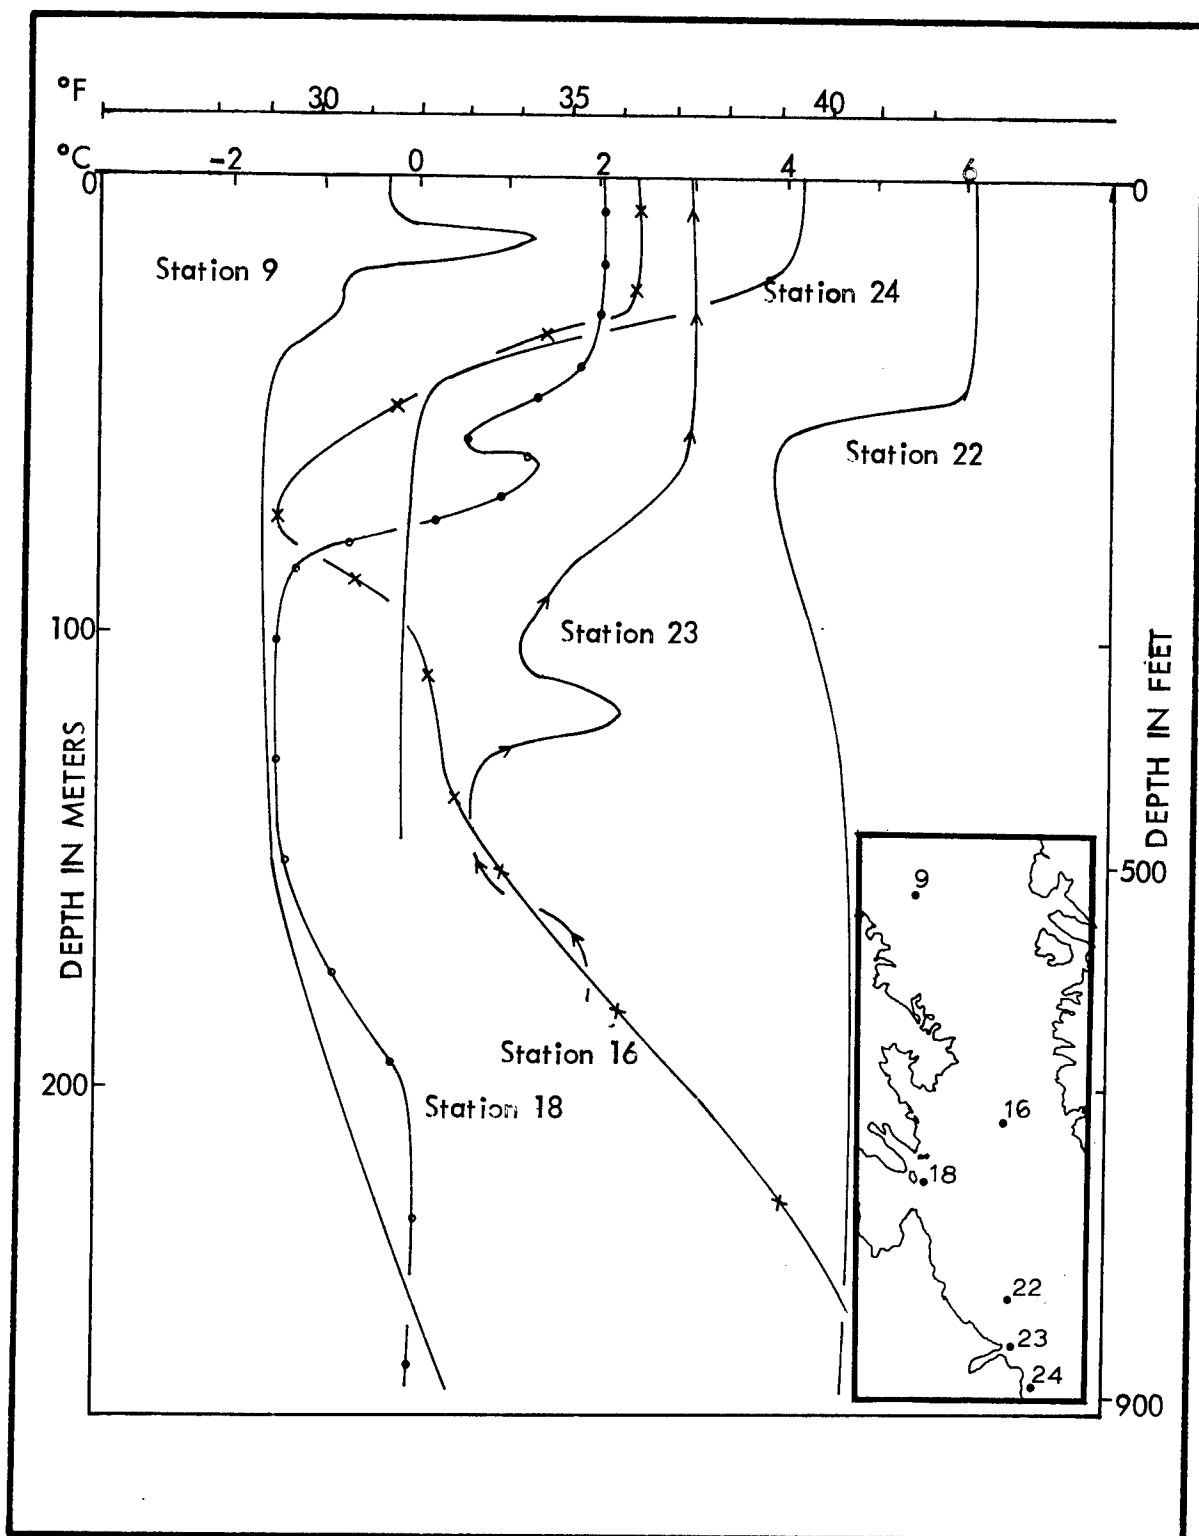 °F 30 35 40
°C -2 0 2 4 6
0 0
Station 9
Station 24
Station 22
100
Station 23
DEPTH IN METERS
DEPTH IN FEET
500
9
Station 16
200
Station 18
16
18
22
23
24
900